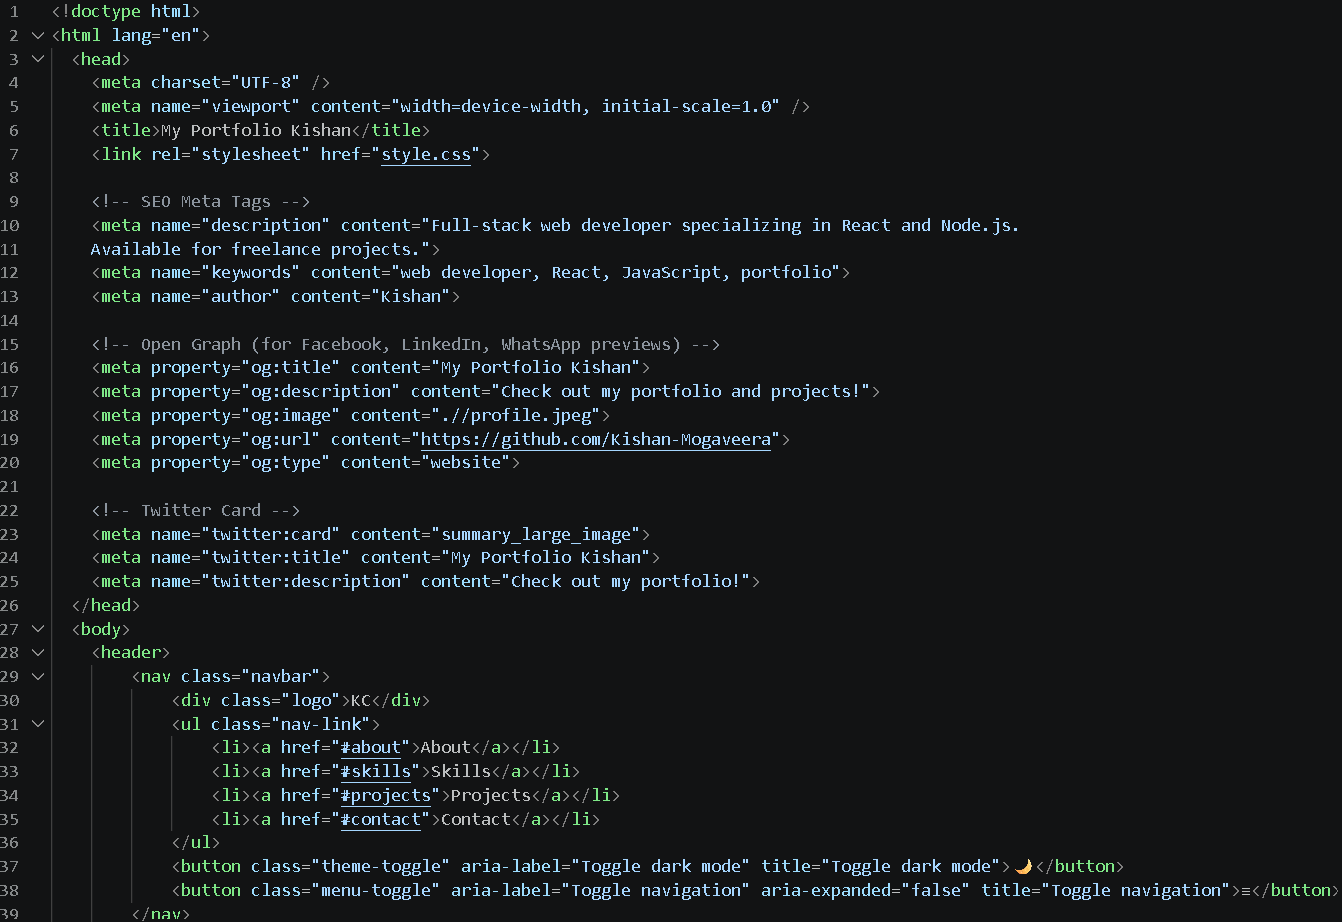 1 <!doctype html>
2 <html lang="en">
3 <head>
4 <meta charset="UTF-8" />
5 <meta name="viewport" content="width=device-width, initial-scale=1.0" />
6 <title>My Portfolio Kishan</title>
7 <link rel="stylesheet" href="style.css">
8
9 <!-- SEO Meta Tags -->
10 <meta name="description" content="Full-stack web developer specializing in React and Node.js.
11 Available for freelance projects.">
12 <meta name="keywords" content="web developer, React, JavaScript, portfolio">
13 <meta name="author" content="Kishan">
14
15 <!-- Open Graph (for Facebook, LinkedIn, WhatsApp previews) -->
16 <meta property="og:title" content="My Portfolio Kishan">
17 <meta property="og:description" content="Check out my portfolio and projects!">
18 <meta property="og:image" content=".//profile.jpeg">
19 <meta property="og:url" content="https://github.com/Kishan-Mogaveera">
20 <meta property="og:type" content="website">
21
22 <!-- Twitter Card -->
23 <meta name="twitter:card" content="summary_large_image">
24 <meta name="twitter:title" content="My Portfolio Kishan">
25 <meta name="twitter:description" content="Check out my portfolio!">
26 </head>
27 <body>
28 <header>
29 <nav class="navbar">
30 <div class="logo">KC</div>
31 <ul class="nav-link">
32 <li><a href="#about">About</a></li>
33 <li><a href="#skills">Skills</a></li>
34 <li><a href="#projects">Projects</a></li>
35 <li><a href="#contact">Contact</a></li>
36 </ul>
37 <button class="theme-toggle" aria-label="Toggle dark mode" title="Toggle dark mode">🌙</button>
38 <button class="menu-toggle" aria-label="Toggle navigation" aria-expanded="false" title="Toggle navigation">≡</button>
39 </nav>